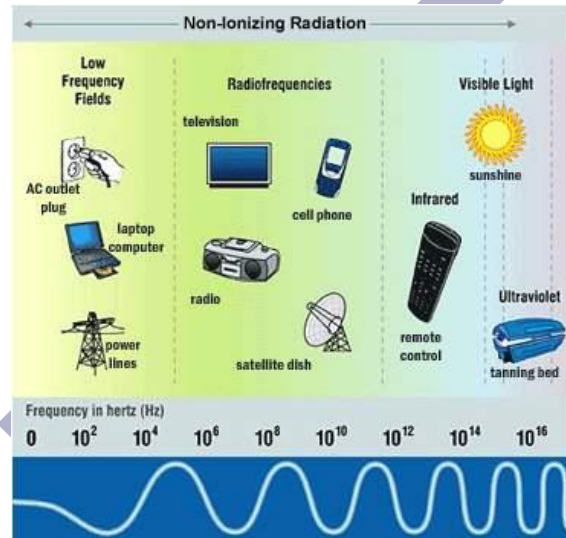 Non-Ionizing Radiation
Low
Frequency
Fields
Radiofrequencies
Visible Light
television
sunshine
AC outlet
plug
cell phone
Infrared
laptop
computer
radio
Ultraviolet
power
lines
satellite dish
remote
control
tanning bed
Frequency in hertz (Hz)
0 10² 10⁴ 10⁶ 10⁸ 10¹⁰ 10¹² 10¹⁴ 10¹⁶